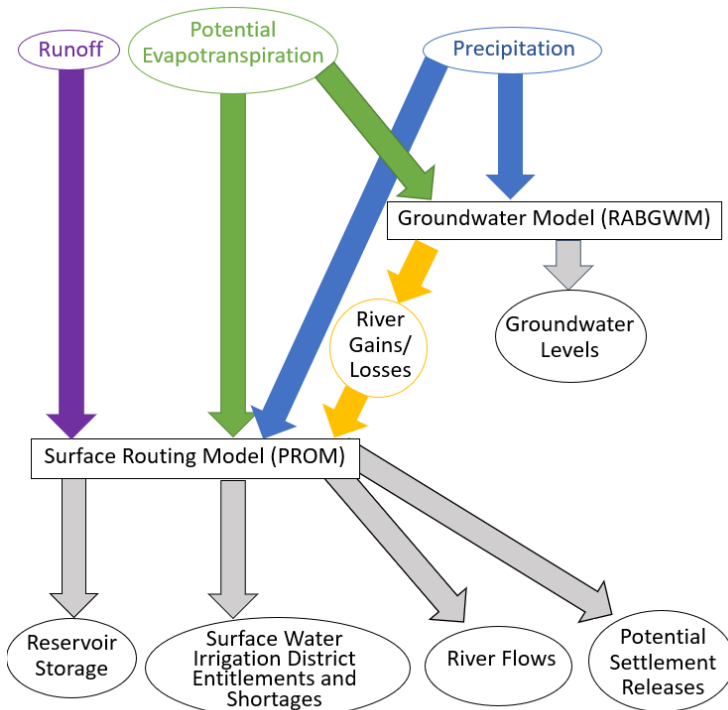 Runoff
Potential
Evapotranspiration
Precipitation
Groundwater Model (RABGWM)
River
Gains/
Losses
Groundwater
Levels
Surface Routing Model (PROM)
Reservoir
Storage
Surface Water
Irrigation District
Entitlements and
Shortages
River Flows
Potential
Settlement
Releases